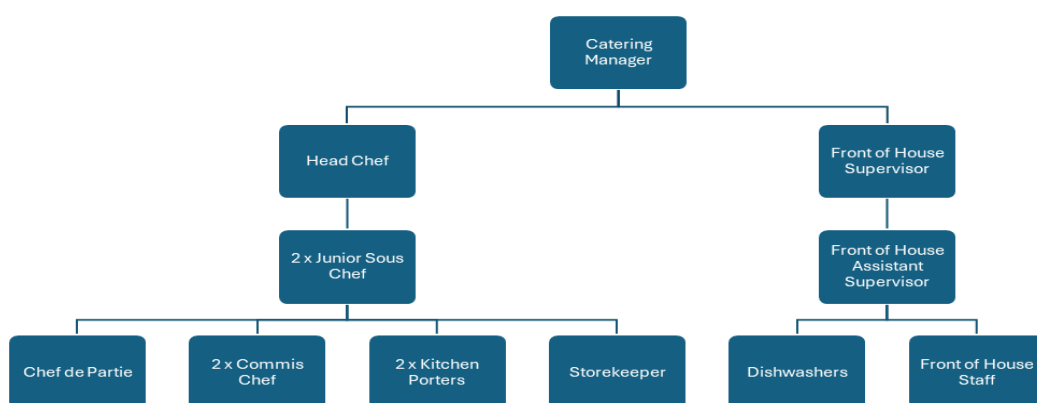 Catering
Manager
Head Chef
Front of House
Supervisor
2 x Junior Sous
Chef
Front of House
Assistant
Supervisor
Chef de Partie
2 x Commis
Chef
2 x Kitchen
Porters
Storekeeper
Dishwashers
Front of House
Staff